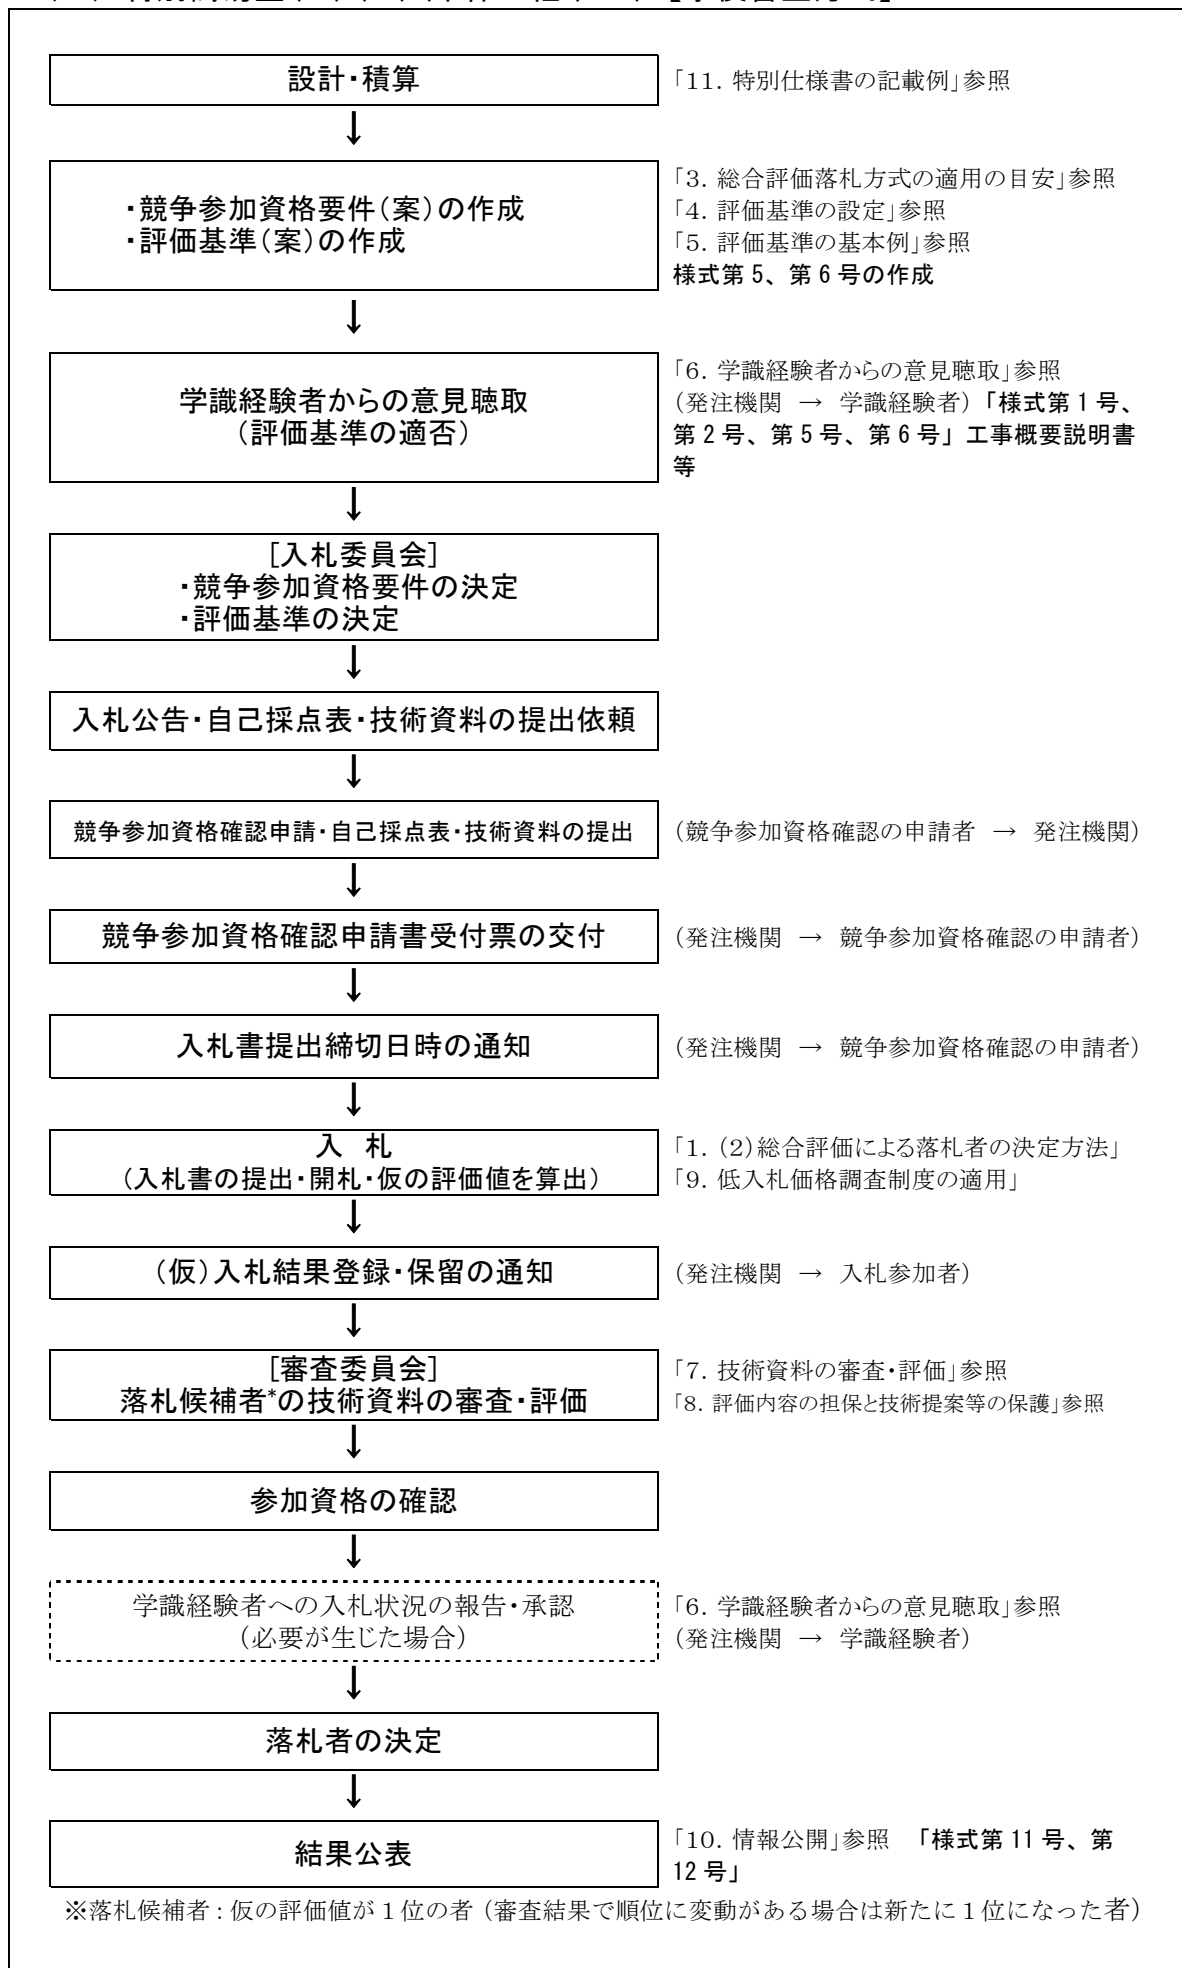 設計・積算
「11．特別仕様書の記載例」参照
↓
・競争参加資格要件（案）の作成
・評価基準（案）の作成
「3．総合評価落札方式の適用の目安」参照
「4．評価基準の設定」参照
「5．評価基準の基本例」参照
様式第5、第6号の作成
↓
学識経験者からの意見聴取
（評価基準の適否）
「6．学識経験者からの意見聴取」参照
（発注機関 → 学識経験者）「様式第1号、
第2号、第5号、第6号」工事概要説明書
等
↓
［入札委員会］
・競争参加資格要件の決定
・評価基準の決定
↓
入札公告・自己採点表・技術資料の提出依頼
↓
競争参加資格確認申請・自己採点表・技術資料の提出
（競争参加資格確認の申請者 → 発注機関）
↓
競争参加資格確認申請書受付票の交付
（発注機関 → 競争参加資格確認の申請者）
↓
入札書提出締切日時の通知
（発注機関 → 競争参加資格確認の申請者）
↓
入 札
（入札書の提出・開札・仮の評価値を算出）
「1．（2）総合評価による落札者の決定方法」
「9．低入札価格調査制度の適用」
↓
（仮）入札結果登録・保留の通知
（発注機関 → 入札参加者）
↓
［審査委員会］
落札候補者*の技術資料の審査・評価
「7．技術資料の審査・評価」参照
「8．評価内容の担保と技術提案等の保護」参照
↓
参加資格の確認
↓
学識経験者への入札状況の報告・承認
（必要が生じた場合）
「6．学識経験者からの意見聴取」参照
（発注機関 → 学識経験者）
↓
落札者の決定
↓
結果公表
「10．情報公開」参照 「様式第11号、第
12号」
※落札候補者：仮の評価値が1位の者（審査結果で順位に変動がある場合は新たに1位になった者）